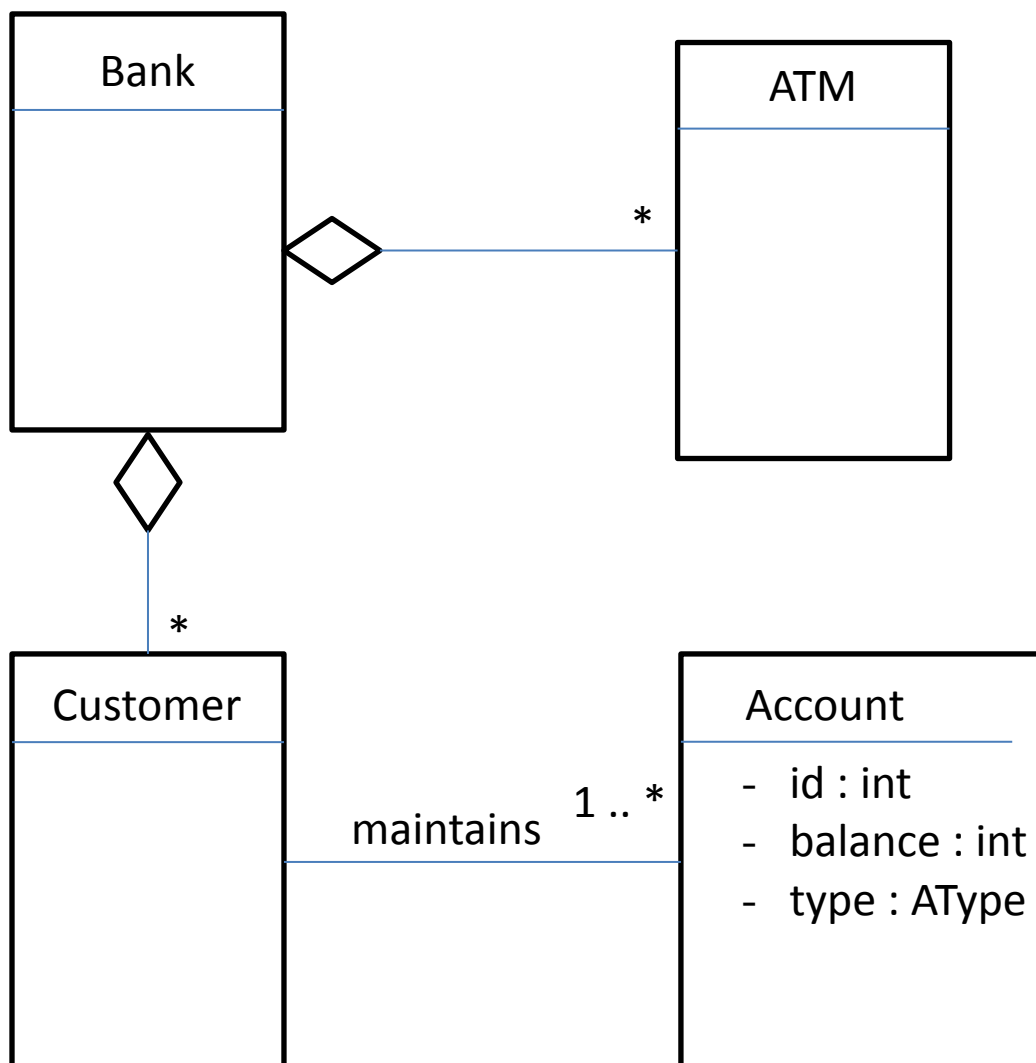 Bank
ATM
*
*
Customer
Account
maintains
1 .. *
- id : int
- balance : int
- type : AType